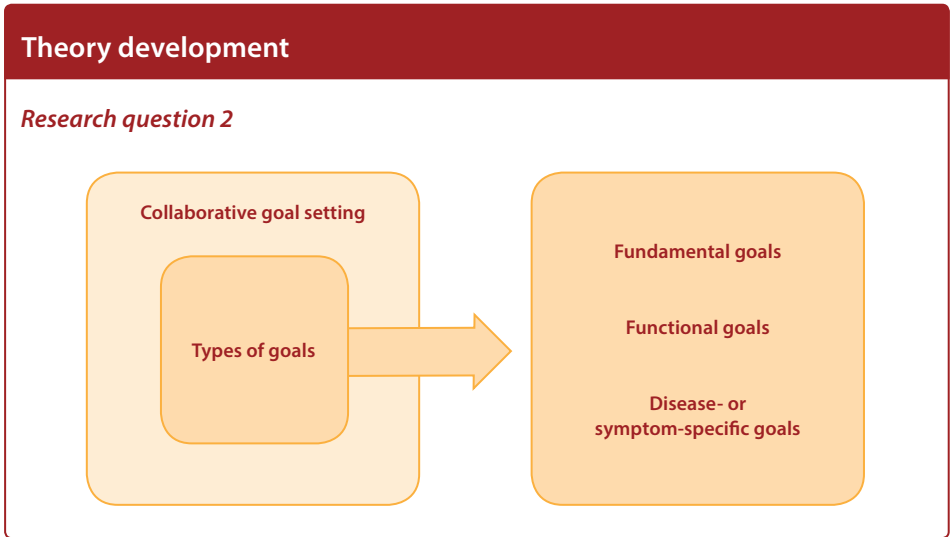 Theory development
Research question 2
Collaborative goal setting
Types of goals
Fundamental goals
Functional goals
Disease- or
symptom-specific goals